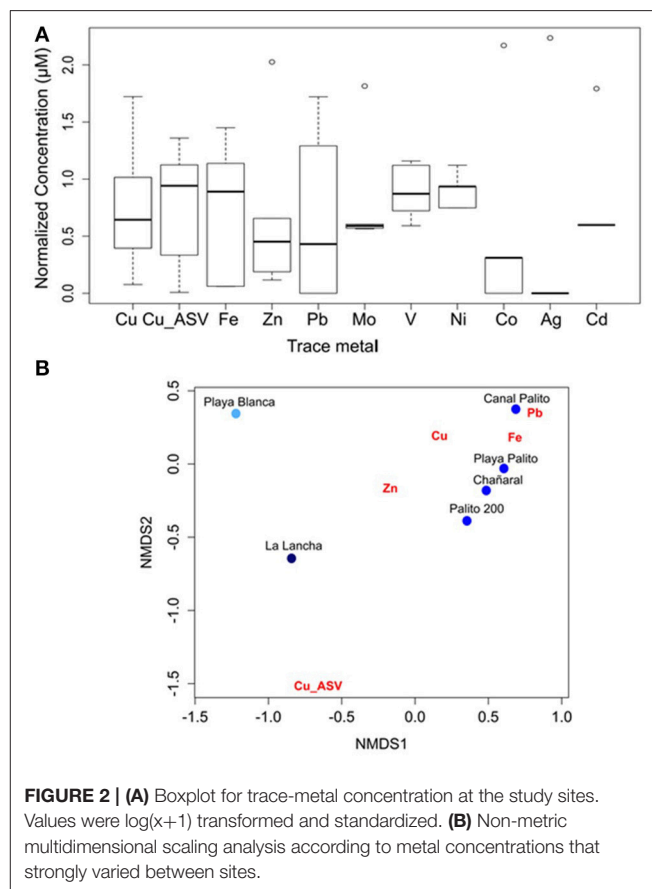 A
Normalized Concentration (µM)
2.0
1.5
1.0
0.5
0.0
Cu Cu_ASV Fe Zn Pb Mo V Ni Co Ag Cd
Trace metal
B
NMDS2
0.5
0.0
-0.5
-1.0
-1.5
Playa Blanca
Canal Palito
Pb
Cu
Fe
Playa Palito
Zn
Chañaral
Palito 200
La Lancha
Cu_ASV
-1.5 -1.0 -0.5 0.0 0.5 1.0
NMDS1
FIGURE 2 | (A) Boxplot for trace-metal concentration at the study sites.
Values were log(x+1) transformed and standardized. (B) Non-metric
multidimensional scaling analysis according to metal concentrations that
strongly varied between sites.